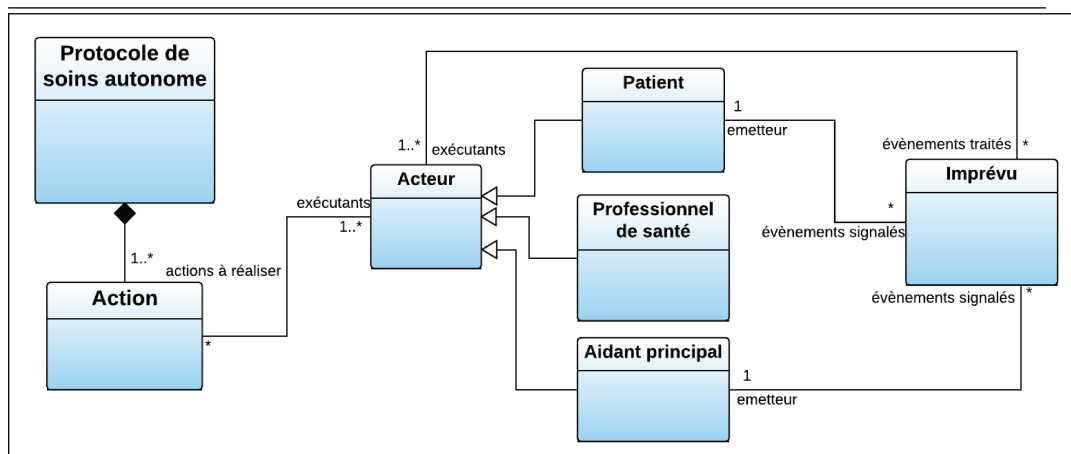 Protocole de
soins autonome
1..*
actions à réaliser
Action
*
exécutants
1..*
1..*
exécutants
Acteur
Patient
1
emetteur
Professionnel
de santé
Aidant principal
1
emetteur
évènements traités
*
Imprévu
*
évènements signalés
évènements signalés
*